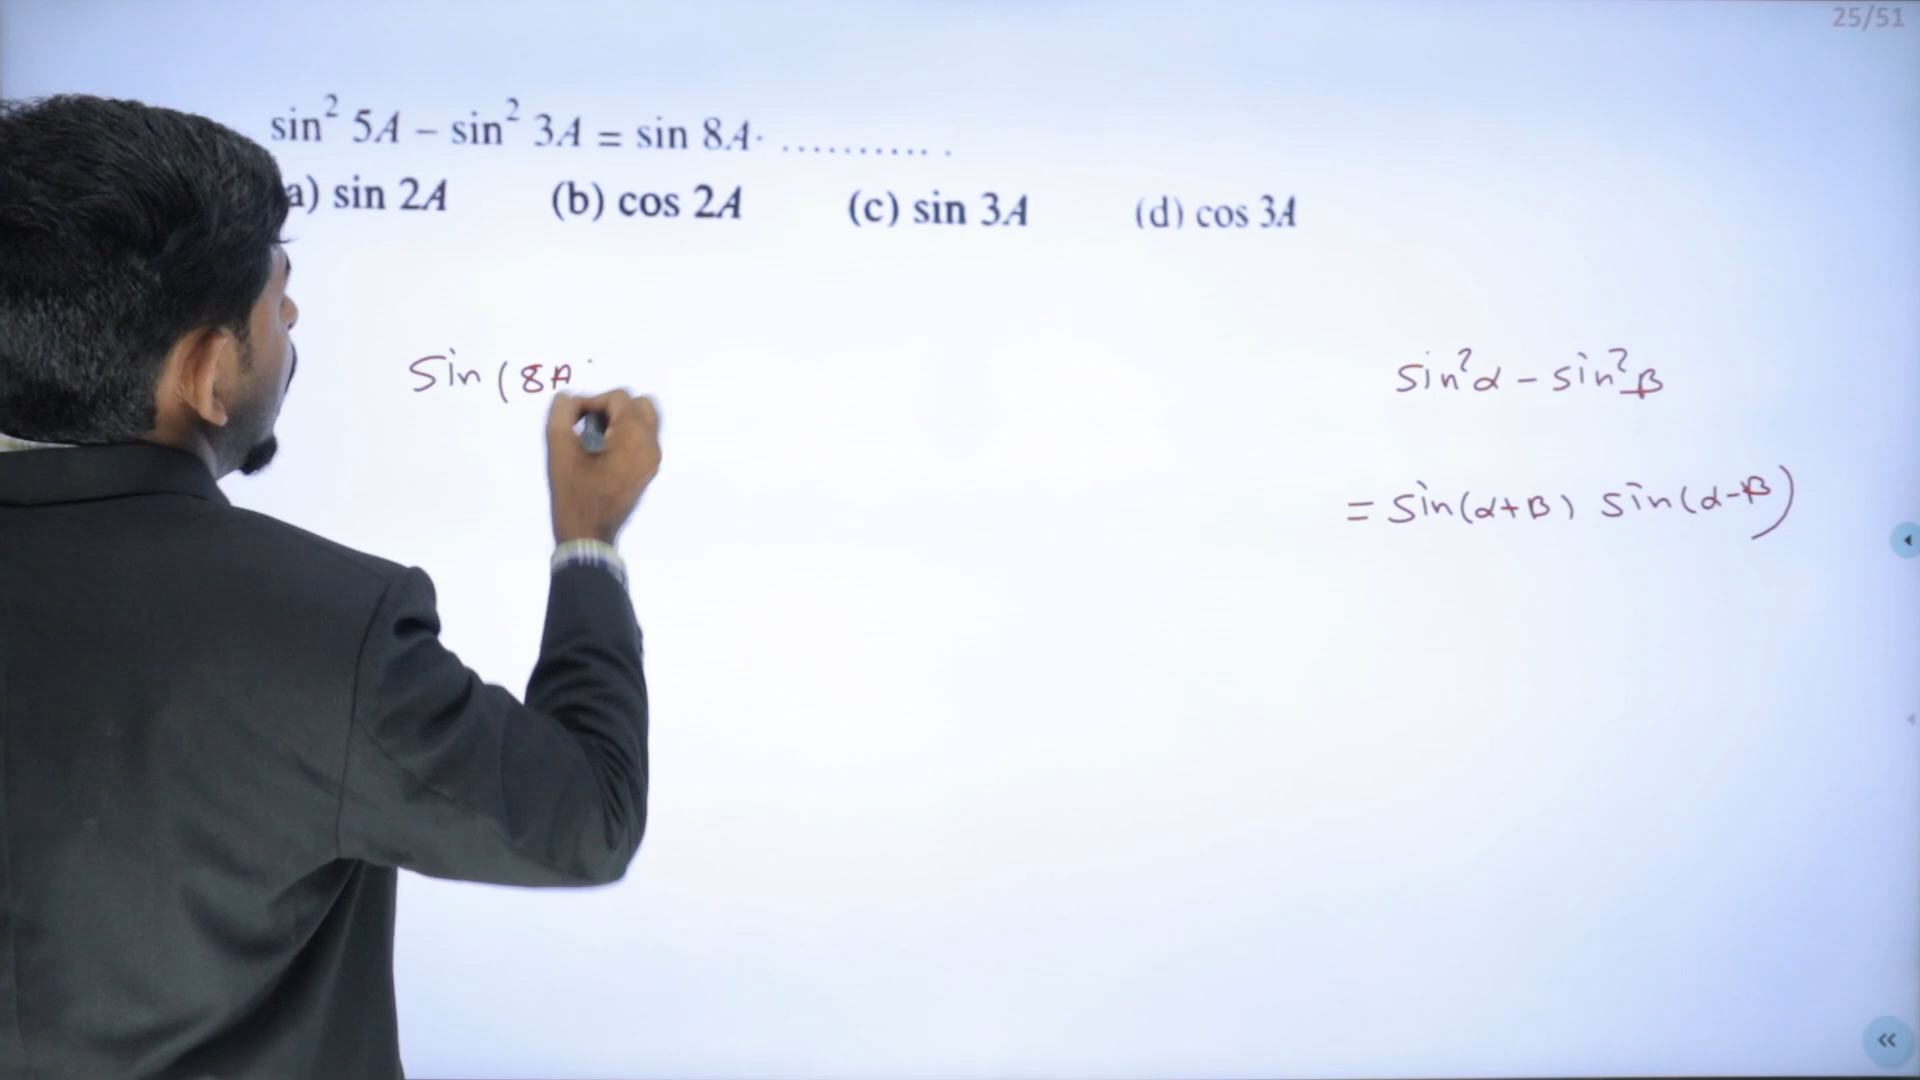 25/51
sin² 5A – sin² 3A = sin 8A· .......... .
a) sin 2A (b) cos 2A (c) sin 3A (d) cos 3A
Sin (8A
Sin²α - Sin²β
= Sin(α+β) Sin(α-β)